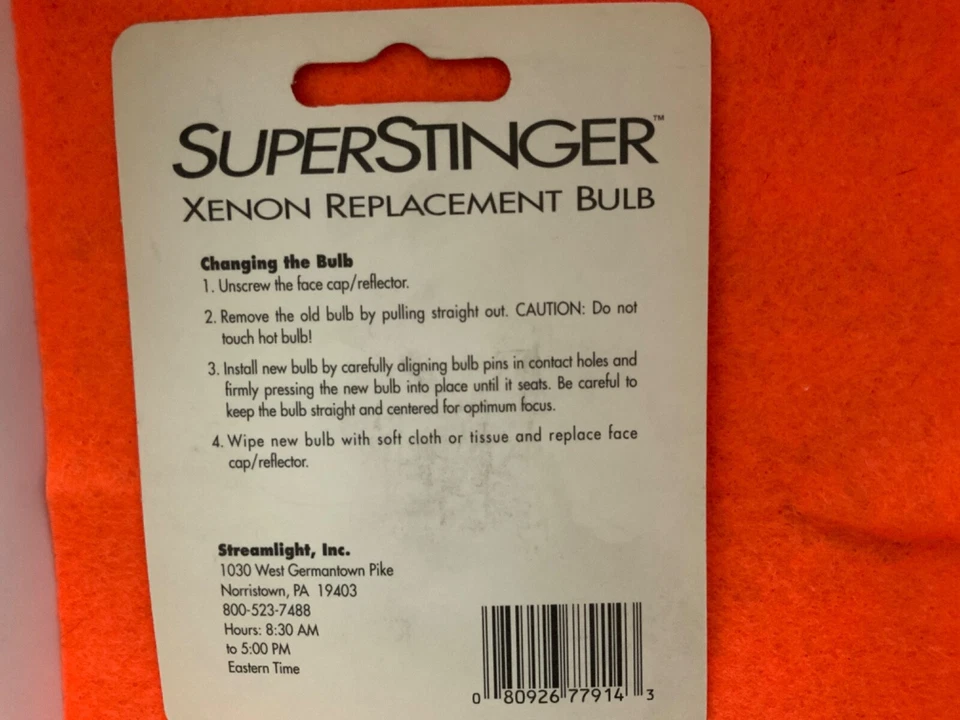 SUPERSTINGER™
XENON REPLACEMENT BULB
Changing the Bulb
1. Unscrew the face cap/reflector.
2. Remove the old bulb by pulling straight out. CAUTION: Do not
touch hot bulb!
3. Install new bulb by carefully aligning bulb pins in contact holes and
firmly pressing the new bulb into place until it seats. Be careful to
keep the bulb straight and centered for optimum focus.
4. Wipe new bulb with soft cloth or tissue and replace face
cap/reflector.
Streamlight, Inc.
1030 West Germantown Pike
Norristown, PA 19403
800-523-7488
Hours: 8:30 AM
to 5:00 PM
Eastern Time
0 80926 77914 3